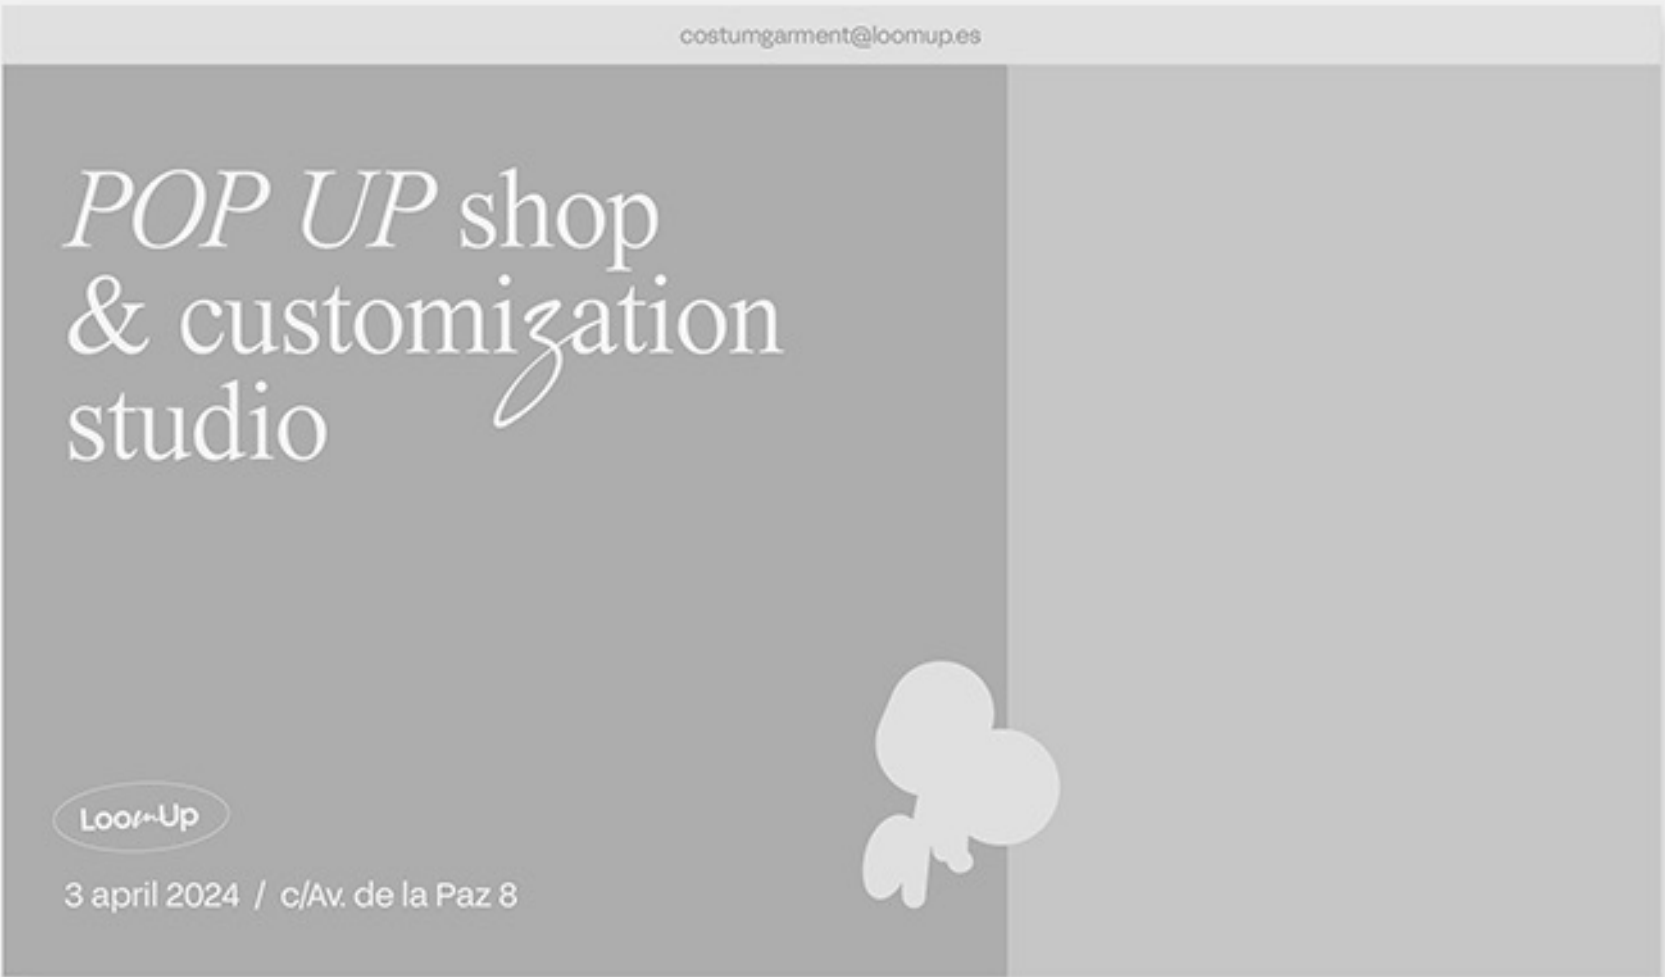 costumgarment@loomup.es
POP UP shop
& customization
studio
LoomUp
3 april 2024 / c/Av. de la Paz 8